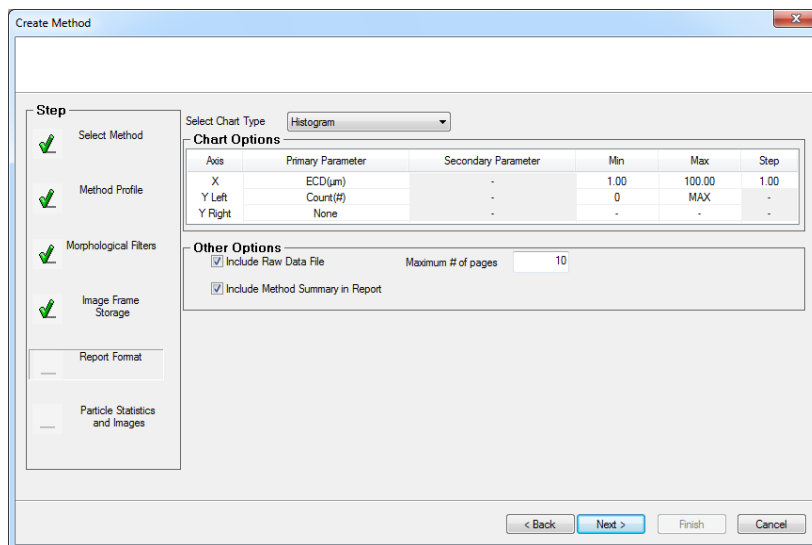 Create Method
Step
Select Method
Method Profile
Morphological Filters
Image Frame
Storage
Report Format
Particle Statistics
and Images
Select Chart Type Histogram
Chart Options
Axis Primary Parameter Secondary Parameter Min Max Step
X ECD(µm) - 1.00 100.00 1.00
Y Left Count(#) - 0 MAX -
Y Right None - - - -
Other Options
Include Raw Data File Maximum # of pages 10
Include Method Summary in Report
< Back Next > Finish Cancel